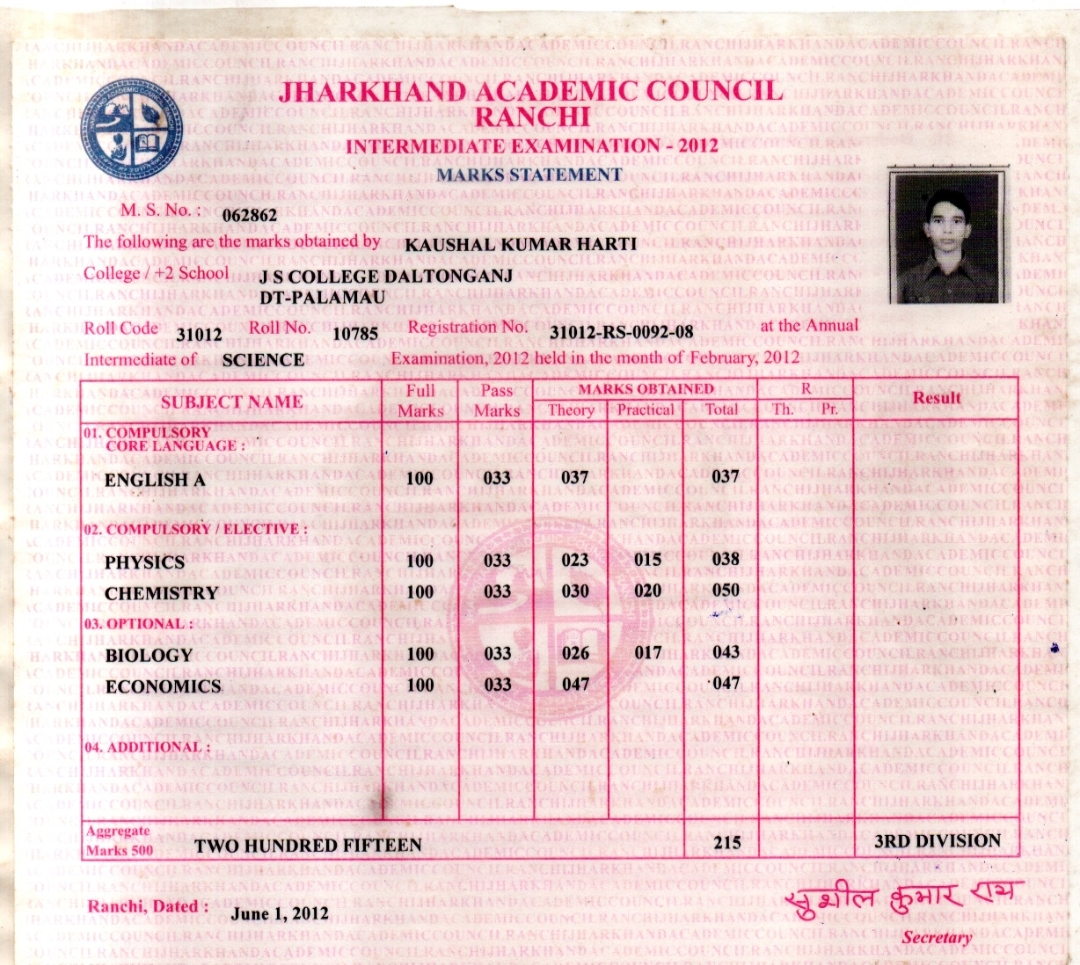 JHARKHAND ACADEMIC COUNCIL
RANCHI
INTERMEDIATE EXAMINATION - 2012
MARKS STATEMENT
M. S. No. : 062862
The following are the marks obtained by KAUSHAL KUMAR HARTI
College / +2 School J S COLLEGE DALTONGANJ
DT-PALAMAU
Roll Code 31012 Roll No. 10785 Registration No. 31012-RS-0092-08 at the Annual
Intermediate of SCIENCE Examination, 2012 held in the month of February, 2012
SUBJECT NAME Full Marks Pass Marks MARKS OBTAINED R Result
Theory Practical Total Th. Pr.
01. COMPULSORY
CORE LANGUAGE :
ENGLISH A 100 033 037 037
02. COMPULSORY / ELECTIVE :
PHYSICS 100 033 023 015 038
CHEMISTRY 100 033 030 020 050
03. OPTIONAL :
BIOLOGY 100 033 026 017 043
ECONOMICS 100 033 047 047
04. ADDITIONAL :
Aggregate
Marks 500 TWO HUNDRED FIFTEEN 215 3RD DIVISION
Ranchi, Dated : June 1, 2012
सुशील कुमार राय
Secretary